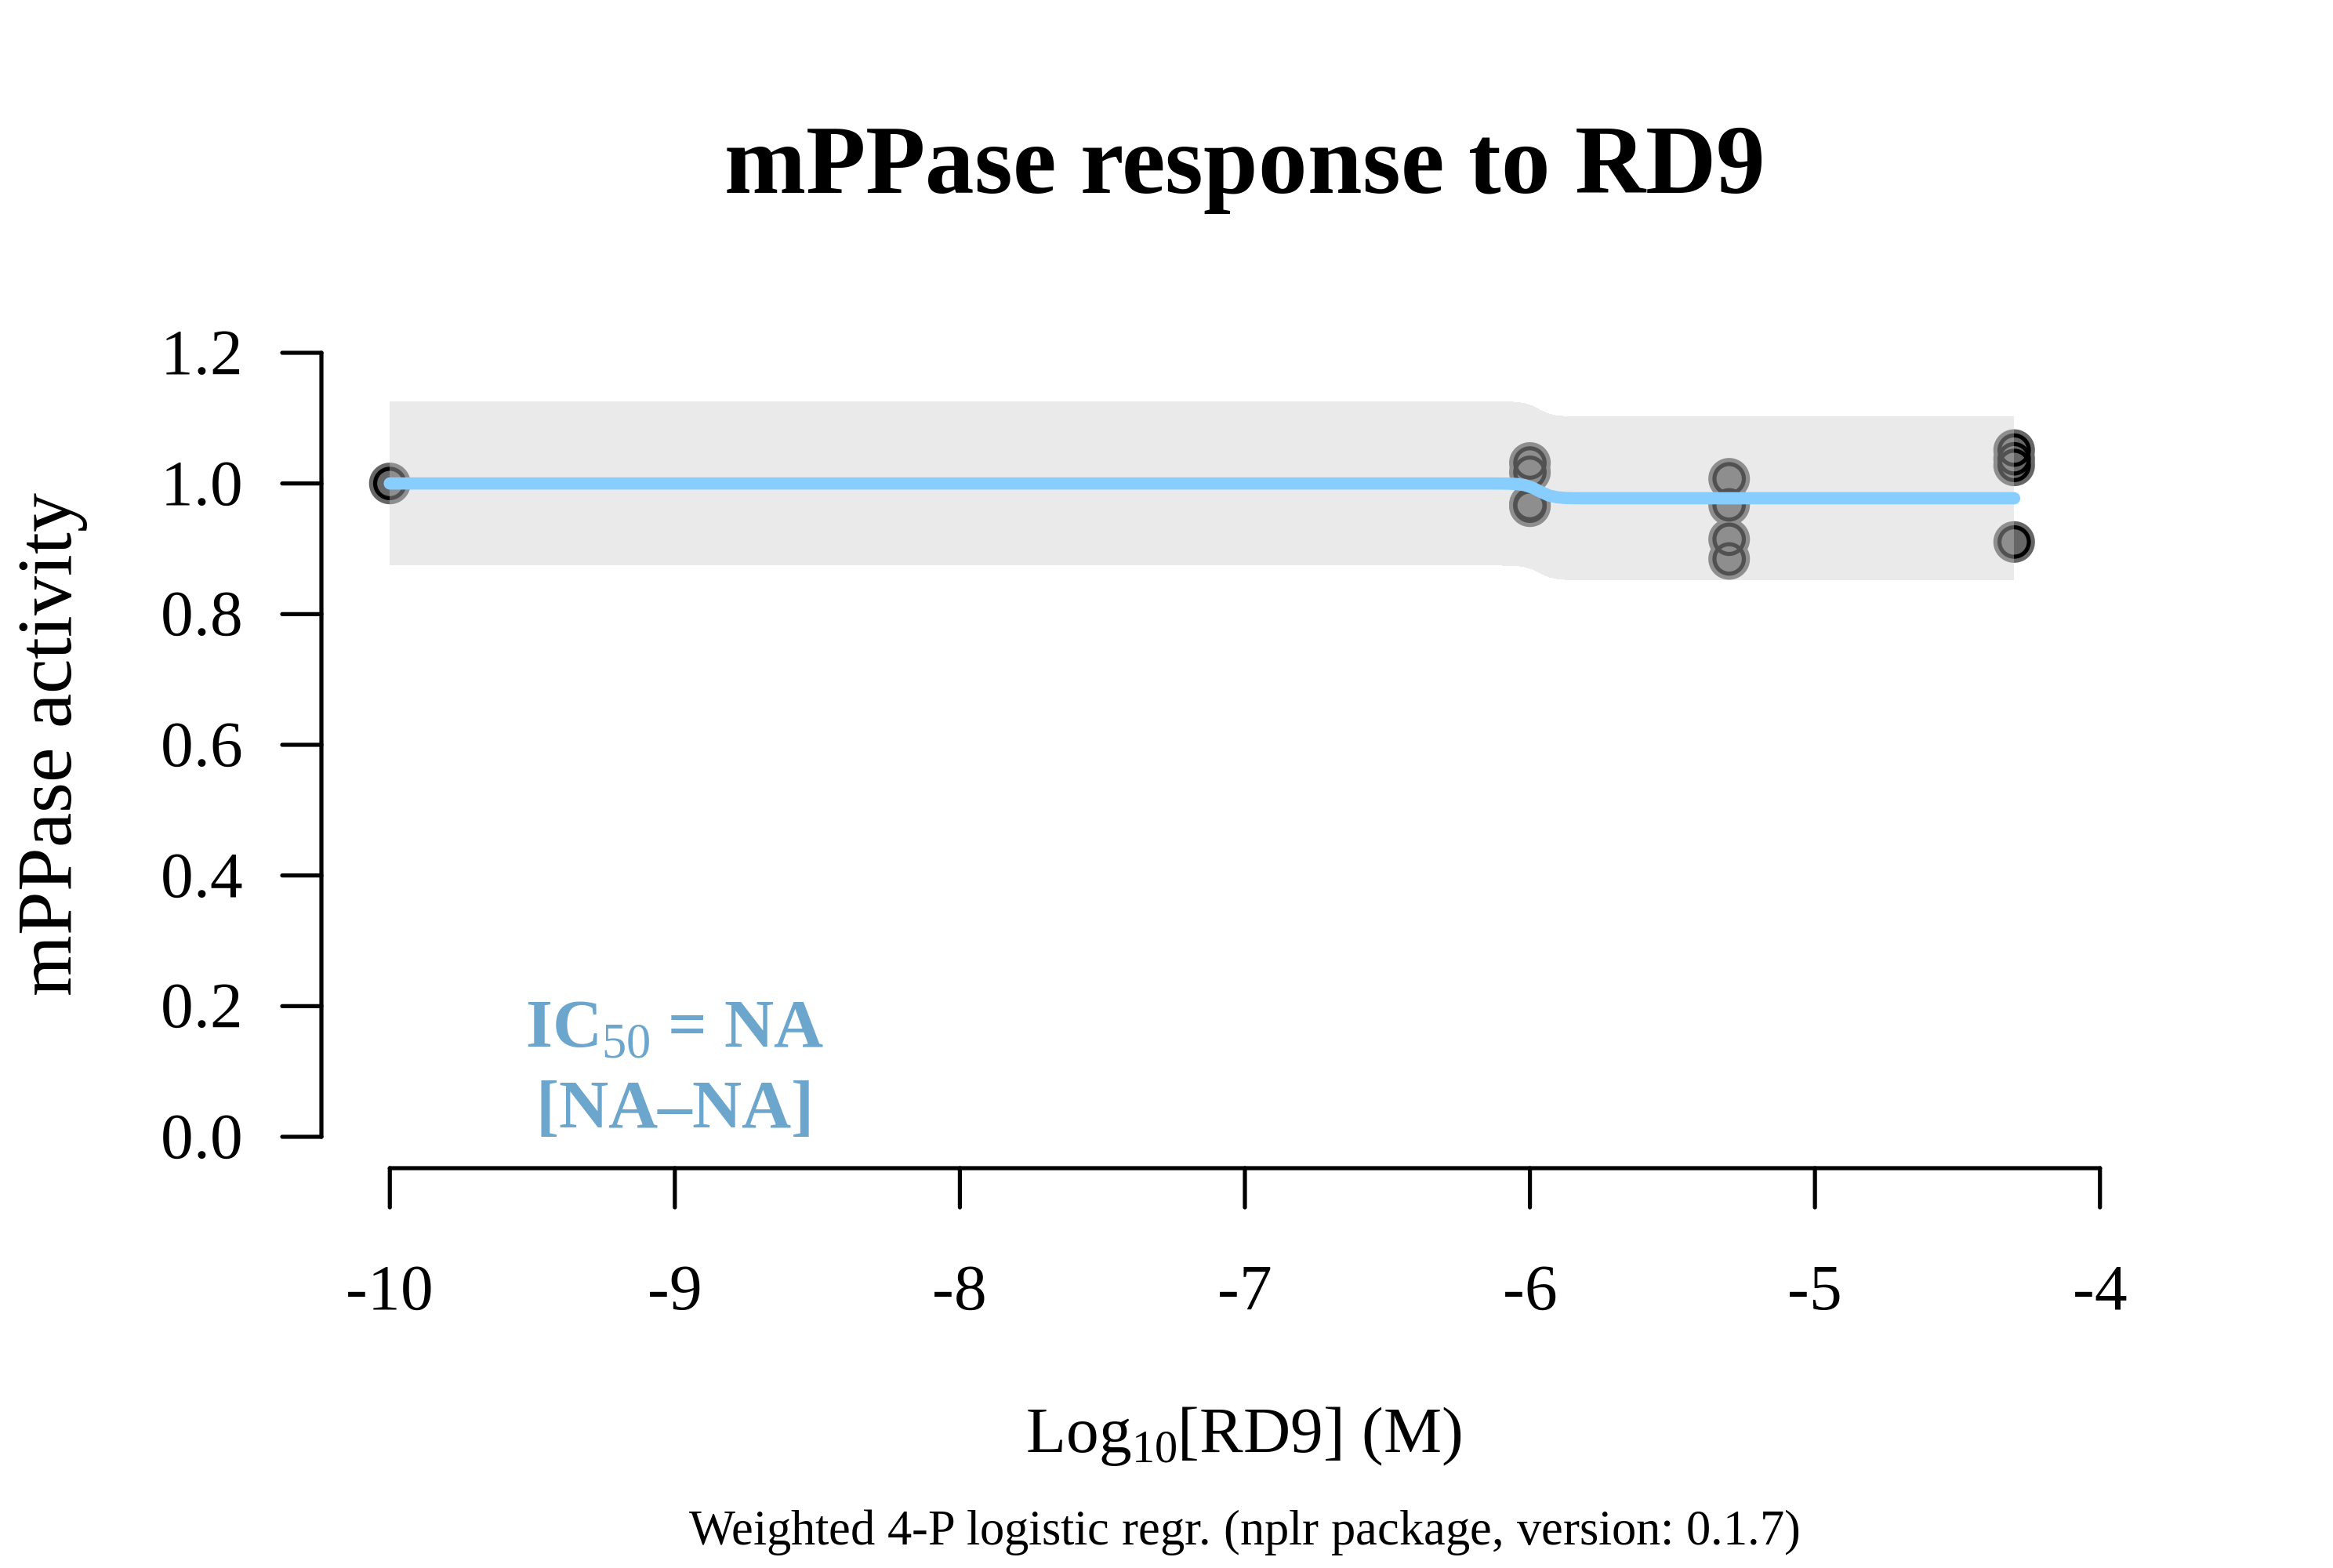 mPPase response to RD9
mPPase activity
1.2
1.0
0.8
0.6
0.4
0.2
0.0
IC50 = NA
[NA–NA]
-10 -9 -8 -7 -6 -5 -4
Log10[RD9] (M)
Weighted 4-P logistic regr. (nplr package, version: 0.1.7)